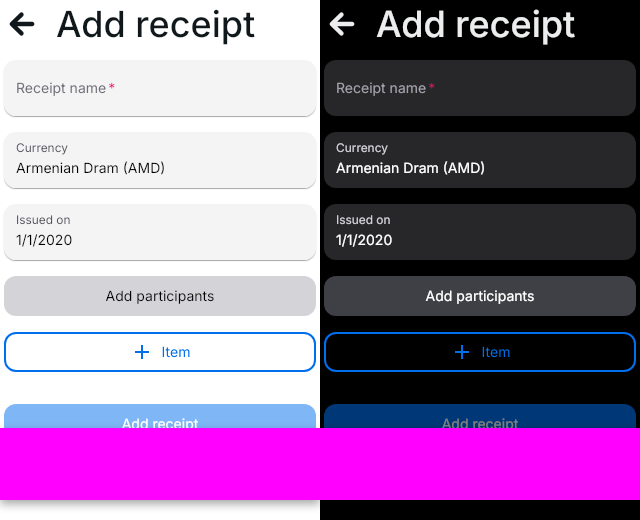 Add receipt
Receipt name*
Currency
Armenian Dram (AMD)
Issued on
1/1/2020
Add participants
Item
Add receipt
Add receipt
Receipt name*
Currency
Armenian Dram (AMD)
Issued on
1/1/2020
Add participants
Item
Add receipt